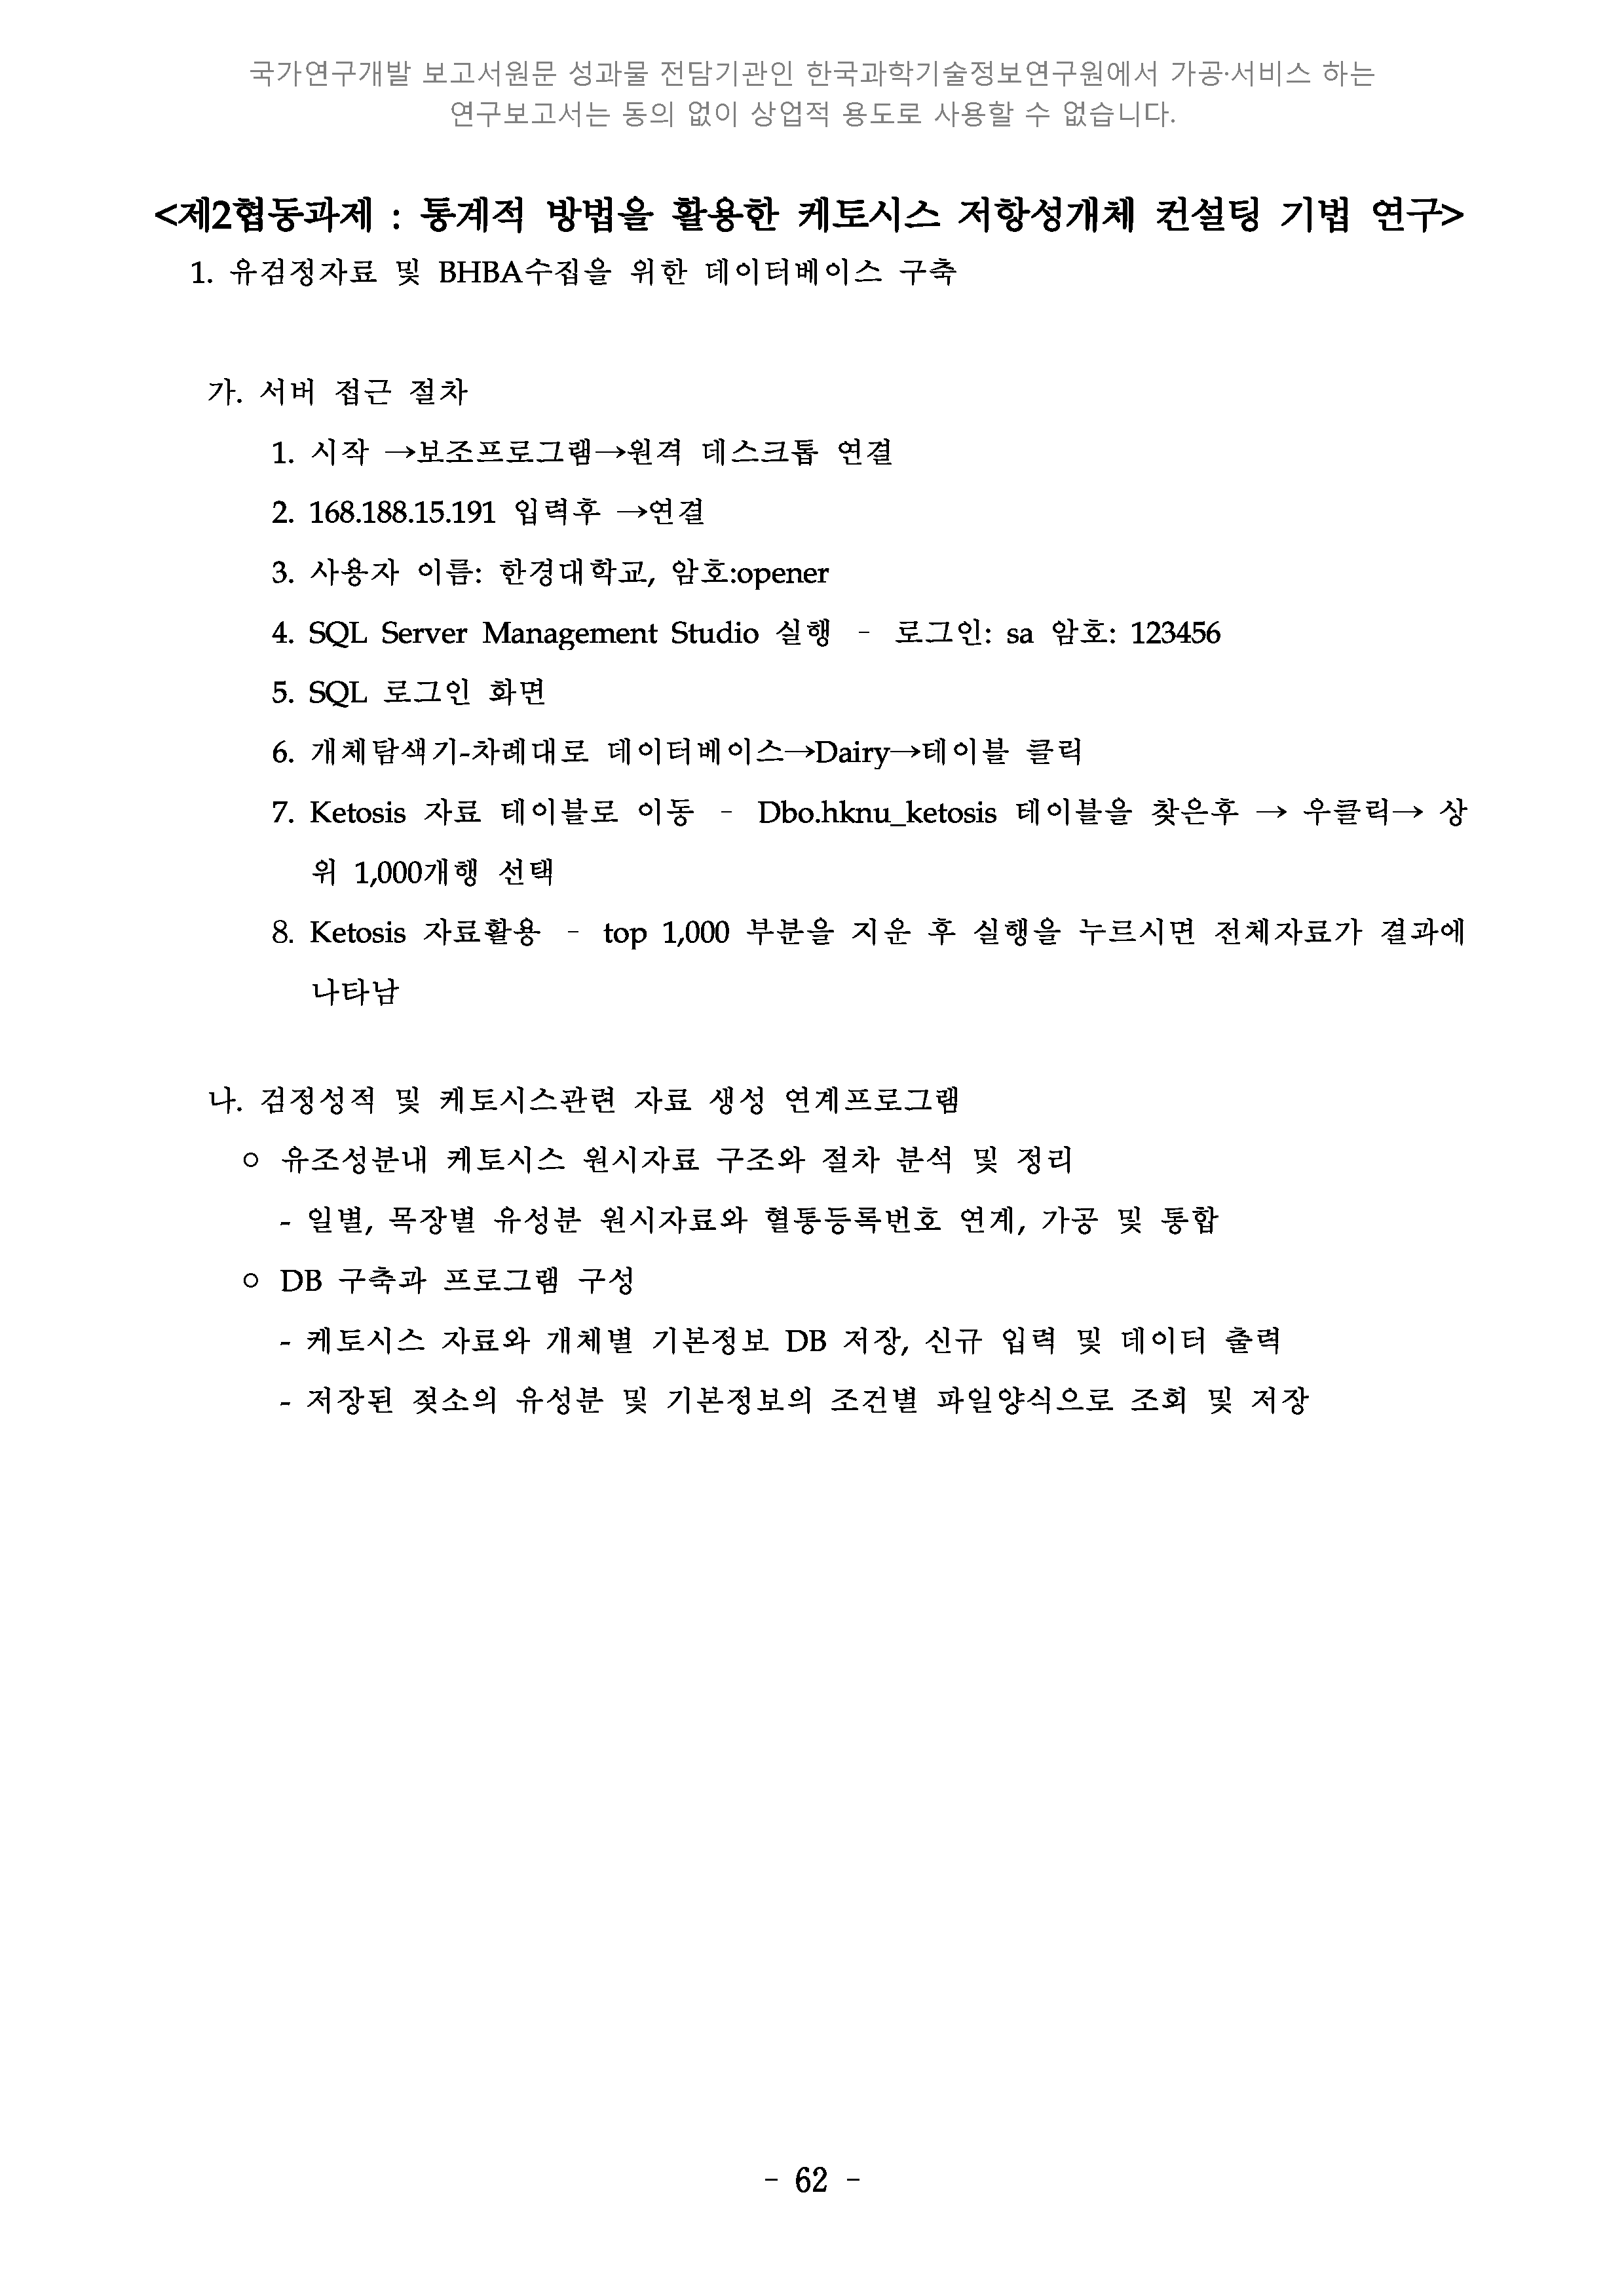 국가연구개발 보고서원문 성과물 전담기관인 한국과학기술정보연구원에서 가공·서비스 하는
연구보고서는 동의 없이 상업적 용도로 사용할 수 없습니다.
<제2협동과제 : 통계적 방법을 활용한 케토시스 저항성개체 컨설팅 기법 연구>
1. 유검정자료 및 BHBA수집을 위한 데이터베이스 구축
가. 서버 접근 절차
1. 시작 →보조프로그램→원격 데스크톱 연결
2. 168.188.15.191 입력후 →연결
3. 사용자 이름: 한경대학교, 암호:opener
4. SQL Server Management Studio 실행 - 로그인: sa 암호: 123456
5. SQL 로그인 화면
6. 개체탐색기-차례대로 데이터베이스→Dairy→테이블 클릭
7. Ketosis 자료 테이블로 이동 - Dbo.hknu_ketosis 테이블을 찾은후 → 우클릭→ 상
위 1,000개행 선택
8. Ketosis 자료활용 - top 1,000 부분을 지운 후 실행을 누르시면 전체자료가 결과에
나타남
나. 검정성적 및 케토시스관련 자료 생성 연계프로그램
○ 유조성분내 케토시스 원시자료 구조와 절차 분석 및 정리
- 일별, 목장별 유성분 원시자료와 혈통등록번호 연계, 가공 및 통합
○ DB 구축과 프로그램 구성
- 케토시스 자료와 개체별 기본정보 DB 저장, 신규 입력 및 데이터 출력
- 저장된 젖소의 유성분 및 기본정보의 조건별 파일양식으로 조회 및 저장
- 62 -